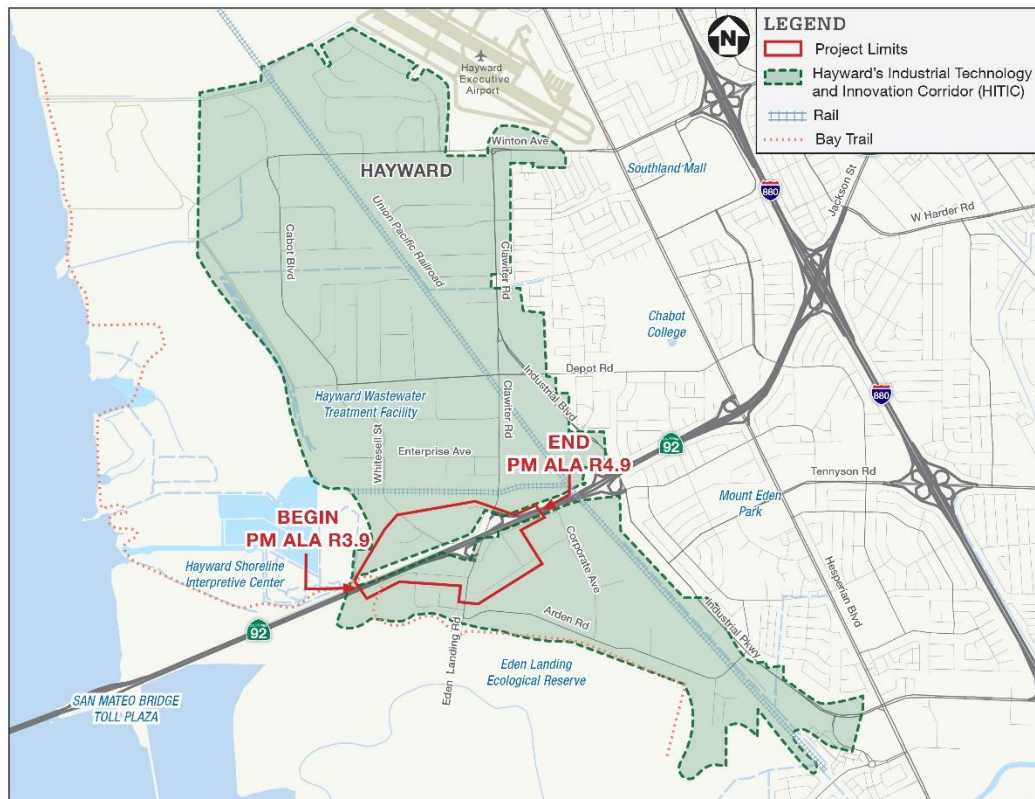 LEGEND
Project Limits
Hayward's Industrial Technology
and Innovation Corridor (HITIC)
Rail
Bay Trail
N
Hayward
Executive
Airport
Winton Ave
HAYWARD
Southland Mall
880
Jackson St
W Harder Rd
Cabot Blvd
Union Pacific Railroad
Clawiter Rd
Chabot
College
Depot Rd
Industrial Blvd
Hayward Wastewater
Treatment Facility
Clawiter Rd
880
Whitesell St
Enterprise Ave
END
PM ALA R4.9
92
Tennyson Rd
Mount Eden
Park
BEGIN
PM ALA R3.9
Hayward Shoreline
Interpretive Center
Corporate Ave
Hesperian Blvd
92
Eden Landing Rd
Arden Rd
Industrial Pkwy
Eden Landing
Ecological Reserve
SAN MATEO BRIDGE
TOLL PLAZA